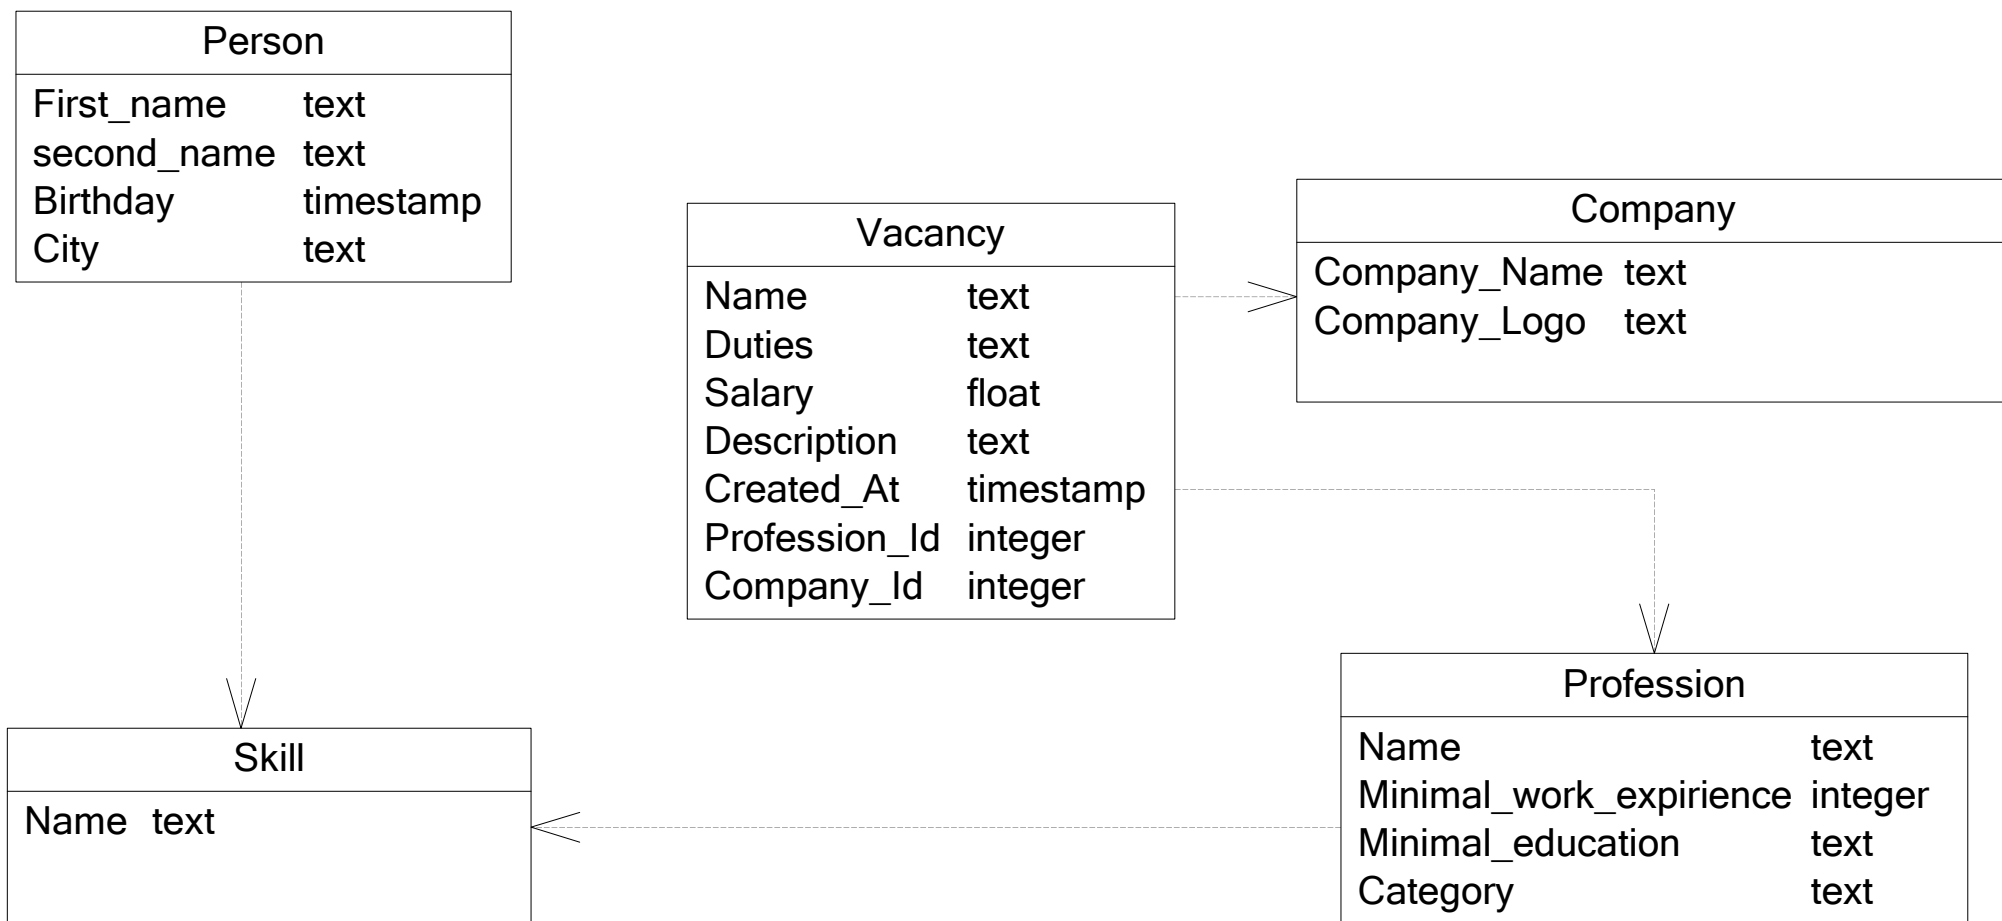 Person
First_name text
second_name text
Birthday timestamp
City text
Vacancy
Name text
Duties text
Salary float
Description text
Created_At timestamp
Profession_Id integer
Company_Id integer
Company
Company_Name text
Company_Logo text
Skill
Name text
Profession
Name text
Minimal_work_expirience integer
Minimal_education text
Category text